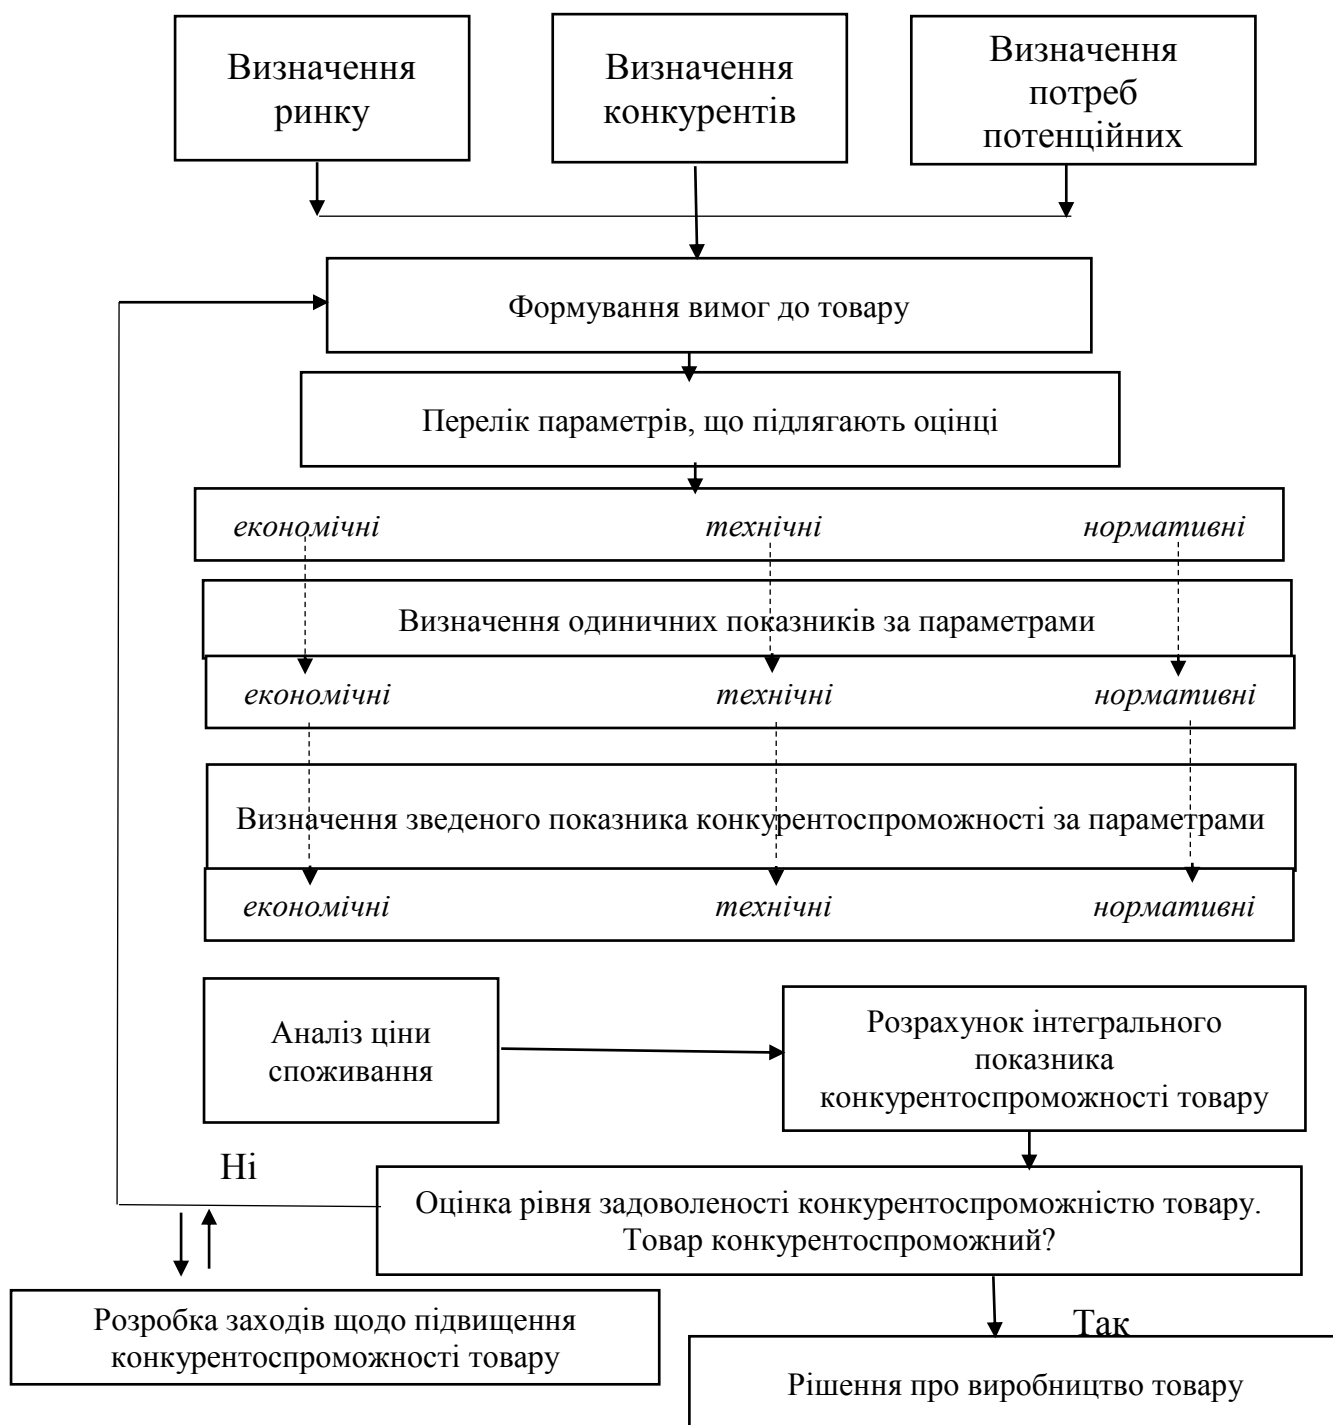 Визначення
ринку
Визначення
конкурентів
Визначення
потреб
потенційних
Формування вимог до товару
Перелік параметрів, що підлягають оцінці
економічні технічні нормативні
Визначення одиничних показників за параметрами
економічні технічні нормативні
Визначення зведеного показника конкурентоспроможності за параметрами
економічні технічні нормативні
Аналіз ціни
споживання
Розрахунок інтегрального
показника
конкурентоспроможності товару
Ні
Оцінка рівня задоволеності конкурентоспроможністю товару.
Товар конкурентоспроможний?
Розробка заходів щодо підвищення
конкурентоспроможності товару
Так
Рішення про виробництво товару